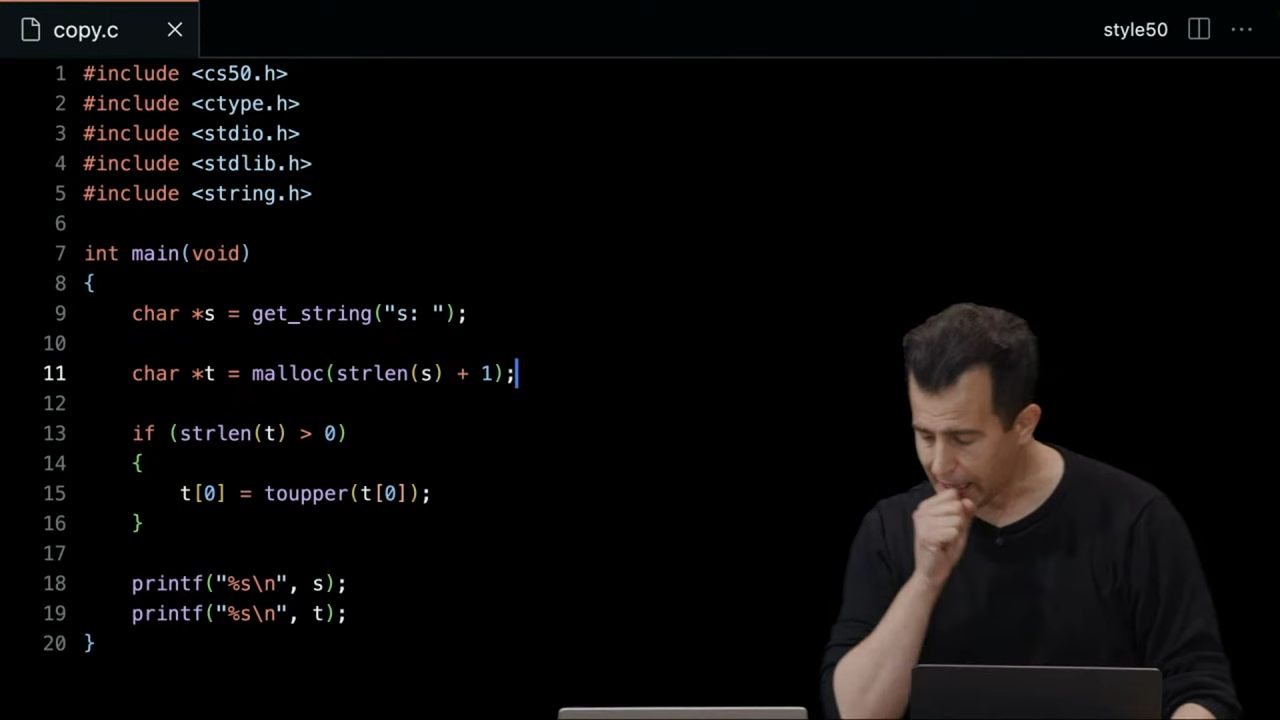 copy.c
style50
1 #include <cs50.h>
2 #include <ctype.h>
3 #include <stdio.h>
4 #include <stdlib.h>
5 #include <string.h>
6
7 int main(void)
8 {
9     char *s = get_string("s: ");
10
11     char *t = malloc(strlen(s) + 1);
12
13     if (strlen(t) > 0)
14     {
15         t[0] = toupper(t[0]);
16     }
17
18     printf("%s\n", s);
19     printf("%s\n", t);
20 }